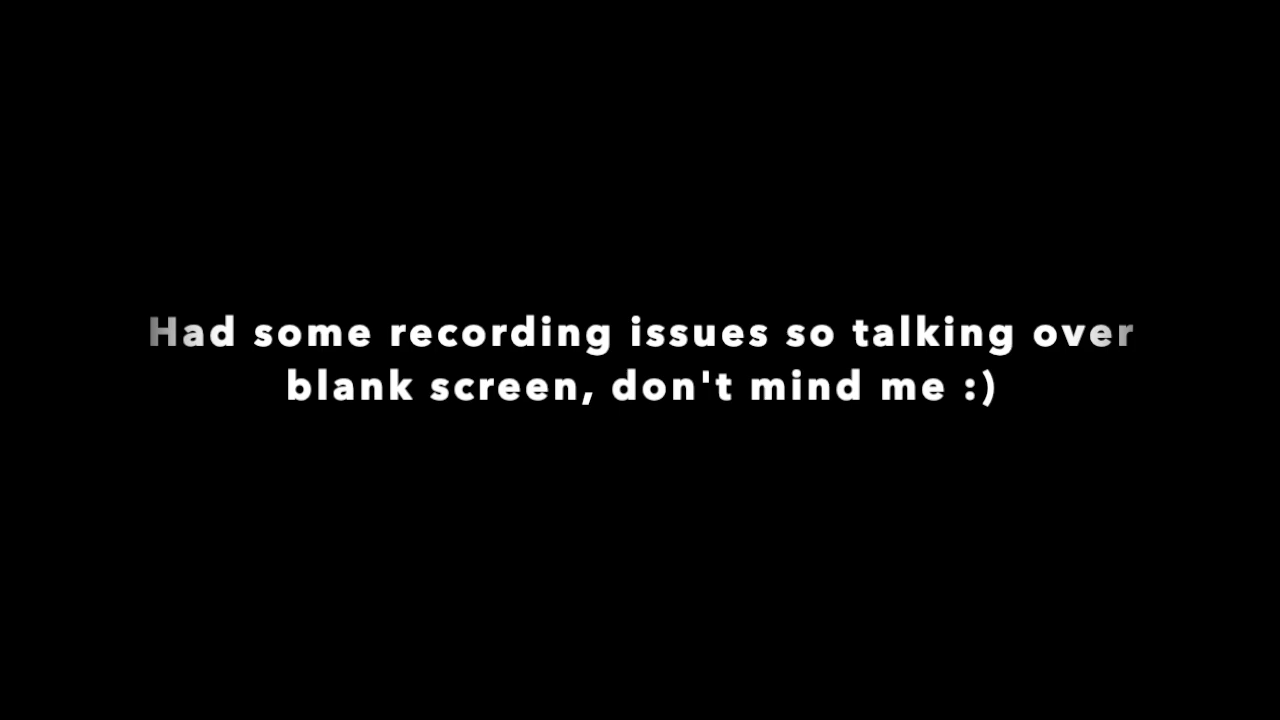 Had some recording issues so talking over
blank screen, don't mind me :)